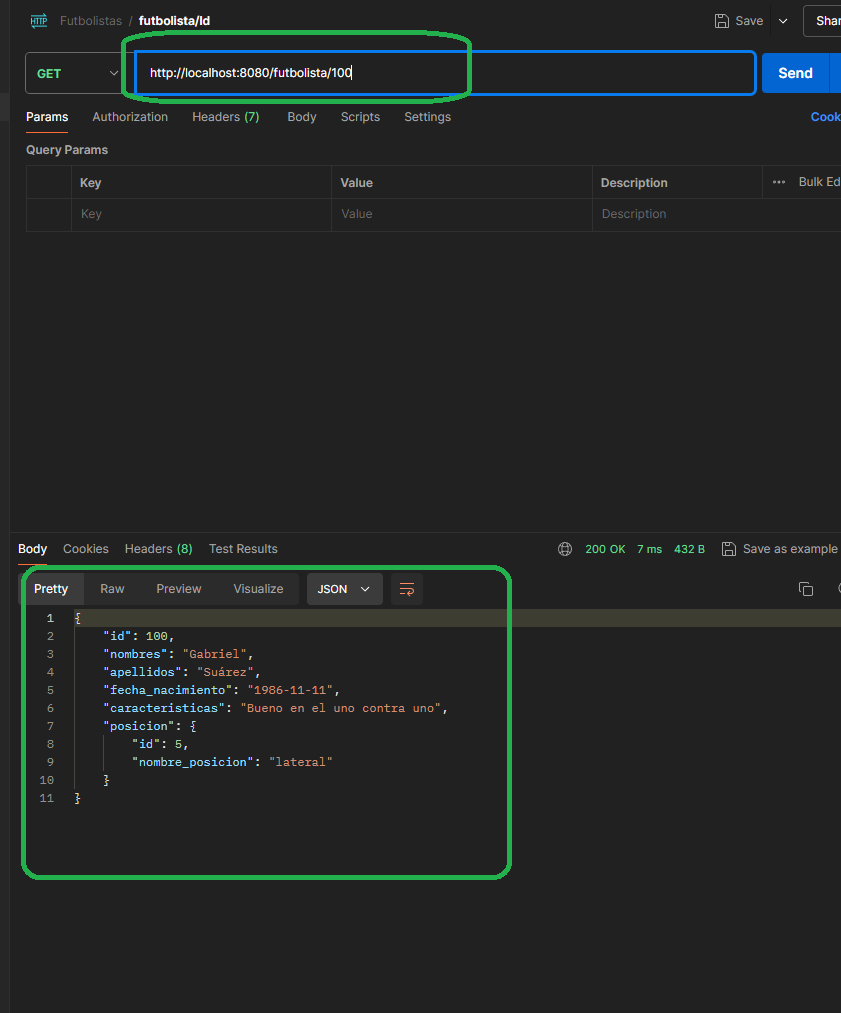 HTTP Futbolistas / futbolista/Id Save
GET http://localhost:8080/futbolista/100 Send
Params Authorization Headers (7) Body Scripts Settings
Query Params
Key Value Description ••• Bulk Ed
Key Value Description
Body Cookies Headers (8) Test Results 200 OK 7 ms 432 B Save as example
Pretty Raw Preview Visualize JSON
1 {
2 "id": 100,
3 "nombres": "Gabriel",
4 "apellidos": "Suárez",
5 "fecha_nacimiento": "1986-11-11",
6 "caracteristicas": "Bueno en el uno contra uno",
7 "posicion": {
8 "id": 5,
9 "nombre_posicion": "lateral"
10 }
11 }